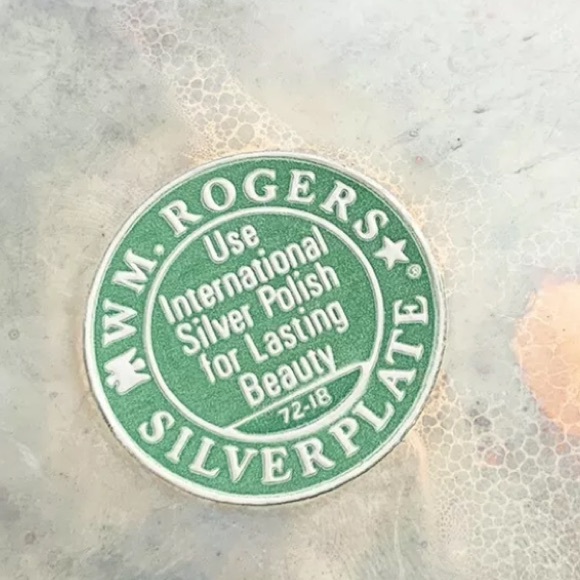 WM. ROGERS ★ ®
Use
International
Silver Polish
for Lasting
Beauty
72-18
SILVERPLATE